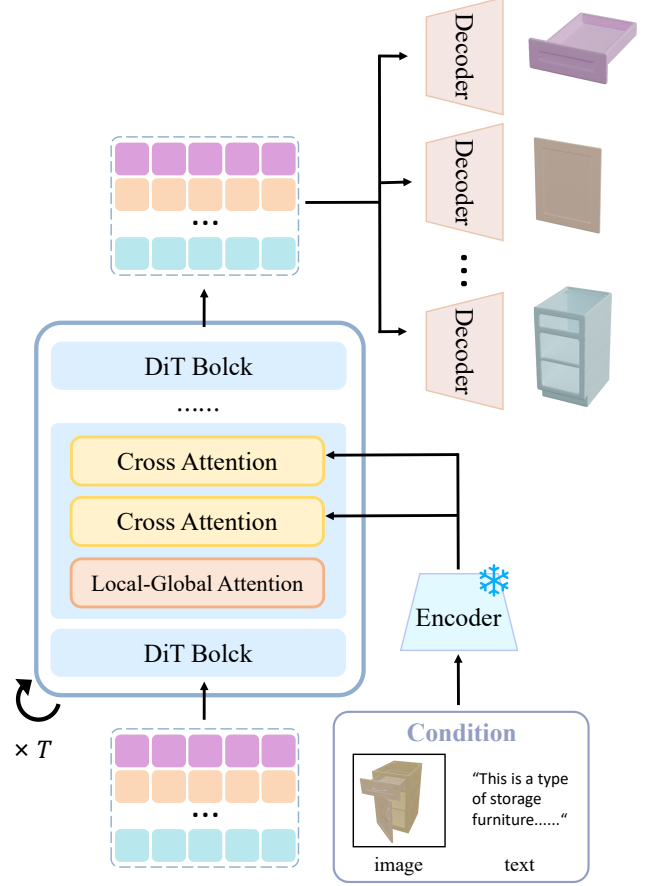 Decoder
Decoder
...
...
Decoder
DiT Bolck
......
Cross Attention
Cross Attention
Local-Global Attention
Encoder
DiT Bolck
× T
Condition
...
“This is a type
of storage
furniture......“
image
text